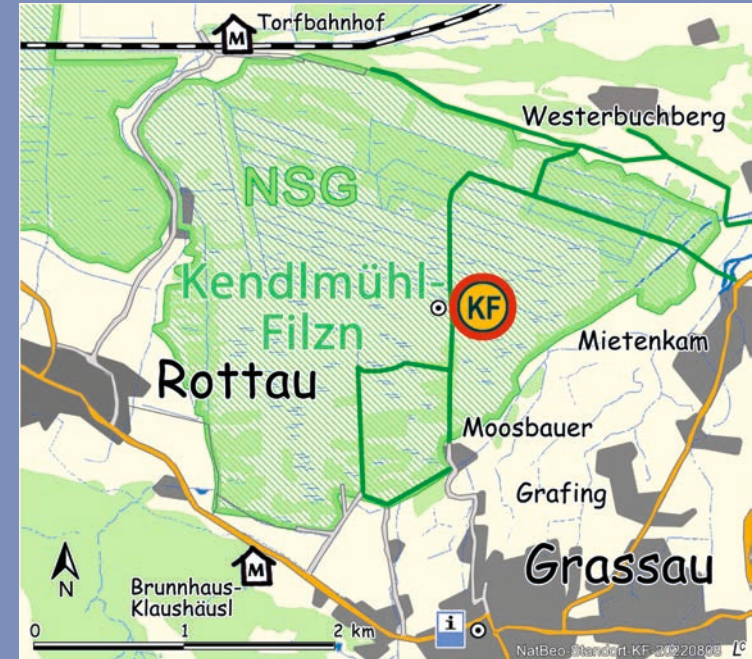 M
Torfbahnhof
Westerbuchberg
NSG
Kendlmühl-
Filzn
KF
Mietenkam
Rottau
Moosbauer
Grafing
Grassau
N
M
Brunnhaus-
Klaushäusl
0 1 2 km
i
NatBeo-Standort-KF-20220808